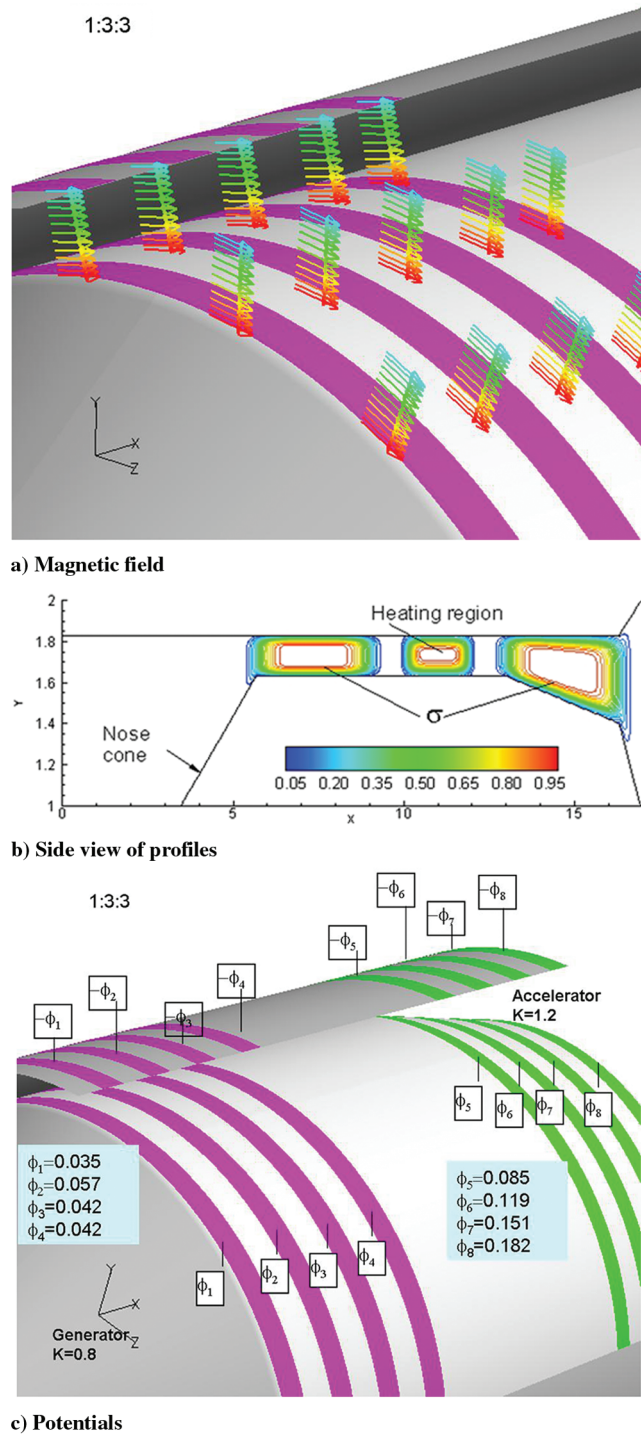 1:3:3
Y
X
Z
a) Magnetic field
2
1.8
1.6
1.4
1.2
1
Y
Heating region
σ
Nose
cone
0.05 0.20 0.35 0.50 0.65 0.80 0.95
0 5 10 15
X
b) Side view of profiles
1:3:3
−ϕ6
−ϕ8
−ϕ7
−ϕ5
−ϕ4
−ϕ2
−ϕ3
−ϕ1
Accelerator
K=1.2
ϕ5 ϕ6 ϕ7 ϕ8
ϕ1=0.035
ϕ2=0.057
ϕ3=0.042
ϕ4=0.042
ϕ5=0.085
ϕ6=0.119
ϕ7=0.151
ϕ8=0.182
ϕ1 ϕ2 ϕ3 ϕ4
Y
X
Z
Generator
K=0.8
c) Potentials